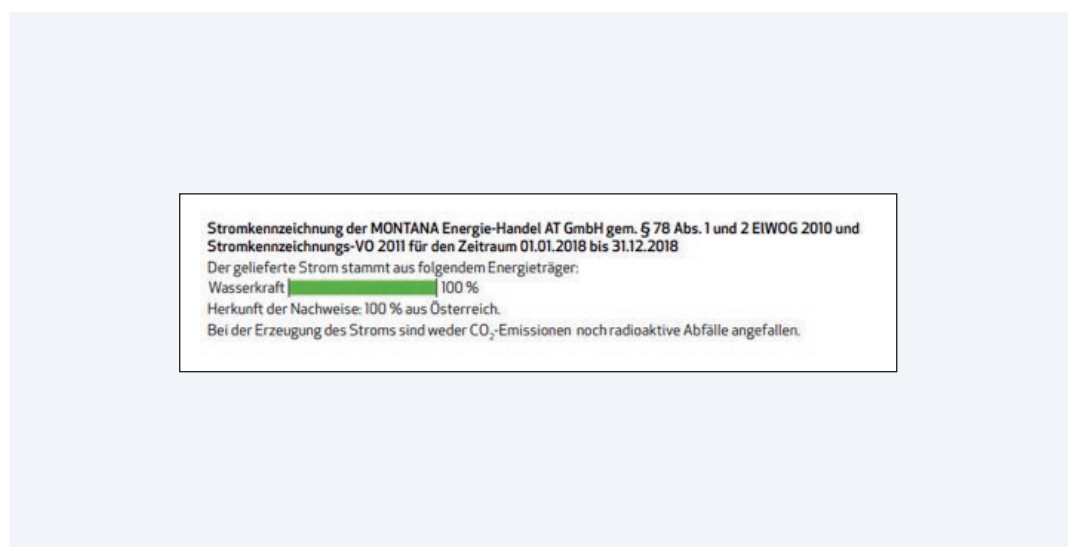 Stromkennzeichnung der MONTANA Energie-Handel AT GmbH gem. § 78 Abs. 1 und 2 ElWOG 2010 und
Stromkennzeichnungs-VO 2011 für den Zeitraum 01.01.2018 bis 31.12.2018
Der gelieferte Strom stammt aus folgendem Energieträger:
Wasserkraft 100 %
Herkunft der Nachweise: 100 % aus Österreich.
Bei der Erzeugung des Stroms sind weder CO₂-Emissionen noch radioaktive Abfälle angefallen.